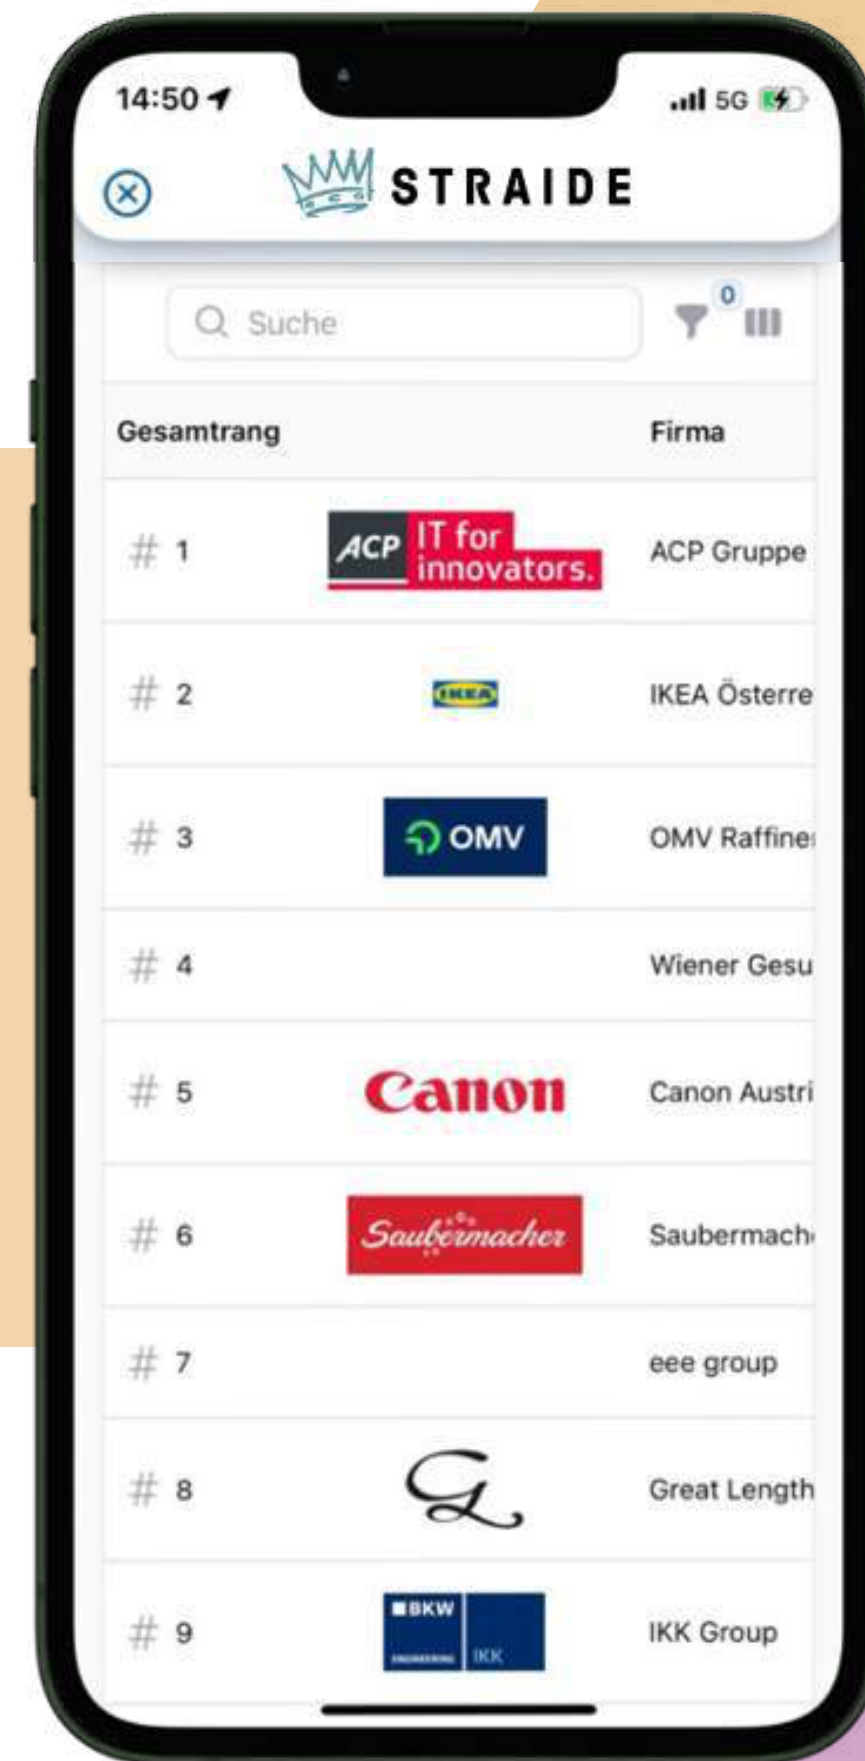 14:50
5G
STRAIDE
Suche
0
Gesamtrang Firma
# 1 ACP IT for innovators. ACP Gruppe
# 2 IKEA IKEA Österre
# 3 OMV OMV Raffine
# 4 Wiener Gesu
# 5 Canon Canon Austri
# 6 Saubermacher Saubermach
# 7 eee group
# 8 GL Great Length
# 9 BKW ENGINEERING IKK IKK Group